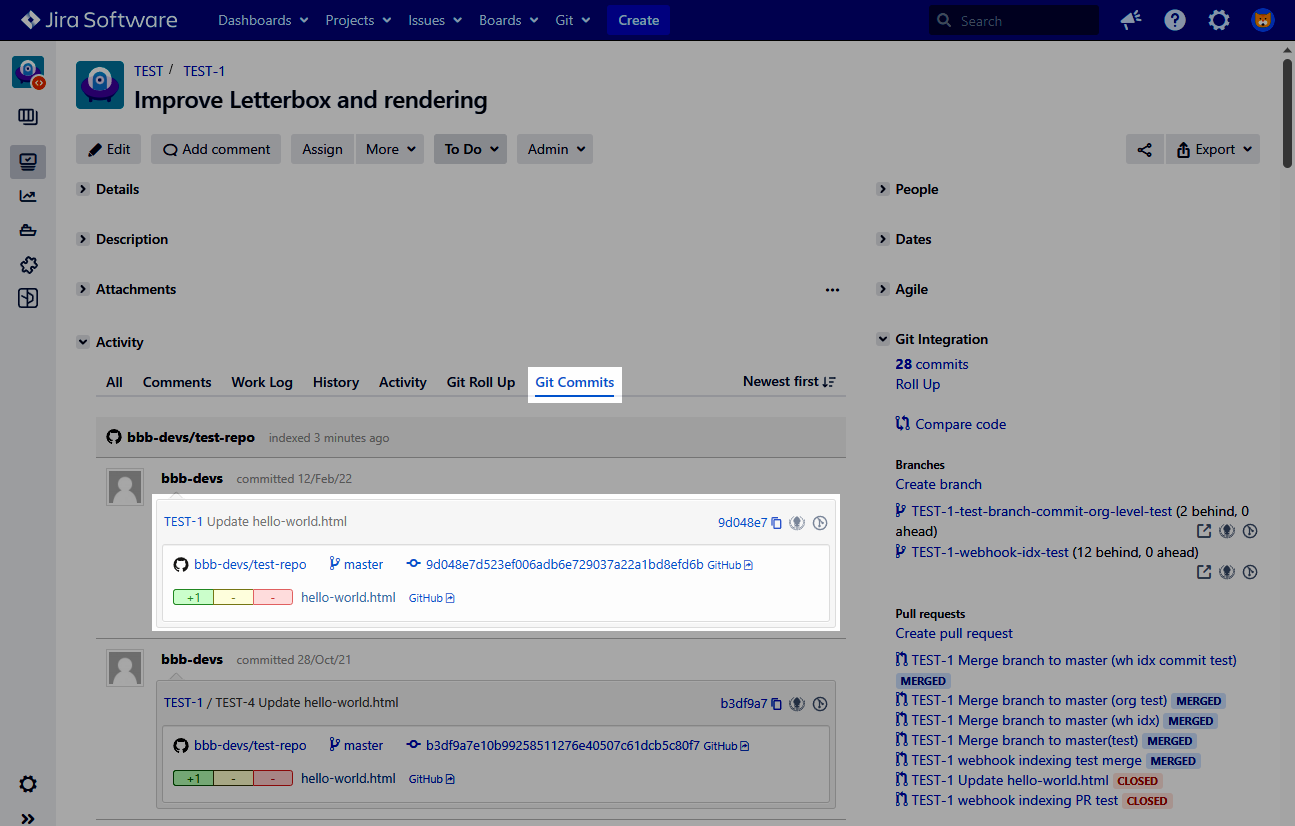 Jira Software Dashboards Projects Issues Boards Git Create Search
TEST / TEST-1
Improve Letterbox and rendering
Edit Add comment Assign More To Do Admin Export
Details
Description
Attachments
Activity
All Comments Work Log History Activity Git Roll Up Git Commits Newest first
bbb-devs/test-repo indexed 3 minutes ago
bbb-devs committed 12/Feb/22
TEST-1 Update hello-world.html 9d048e7
bbb-devs/test-repo master 9d048e7d523ef006adb6e729037a22a1bd8efd6b GitHub
+1 - - hello-world.html GitHub
bbb-devs committed 28/Oct/21
TEST-1 / TEST-4 Update hello-world.html b3df9a7
bbb-devs/test-repo master b3df9a7e10b99258511276e40507c61dcb5c80f7 GitHub
+1 - - hello-world.html GitHub
People
Dates
Agile
Git Integration
28 commits
Roll Up
Compare code
Branches
Create branch
TEST-1-test-branch-commit-org-level-test (2 behind, 0
ahead)
TEST-1-webhook-idx-test (12 behind, 0 ahead)
Pull requests
Create pull request
TEST-1 Merge branch to master (wh idx commit test)
MERGED
TEST-1 Merge branch to master (org test) MERGED
TEST-1 Merge branch to master (wh idx) MERGED
TEST-1 Merge branch to master(test) MERGED
TEST-1 webhook indexing test merge MERGED
TEST-1 Update hello-world.html CLOSED
TEST-1 webhook indexing PR test CLOSED